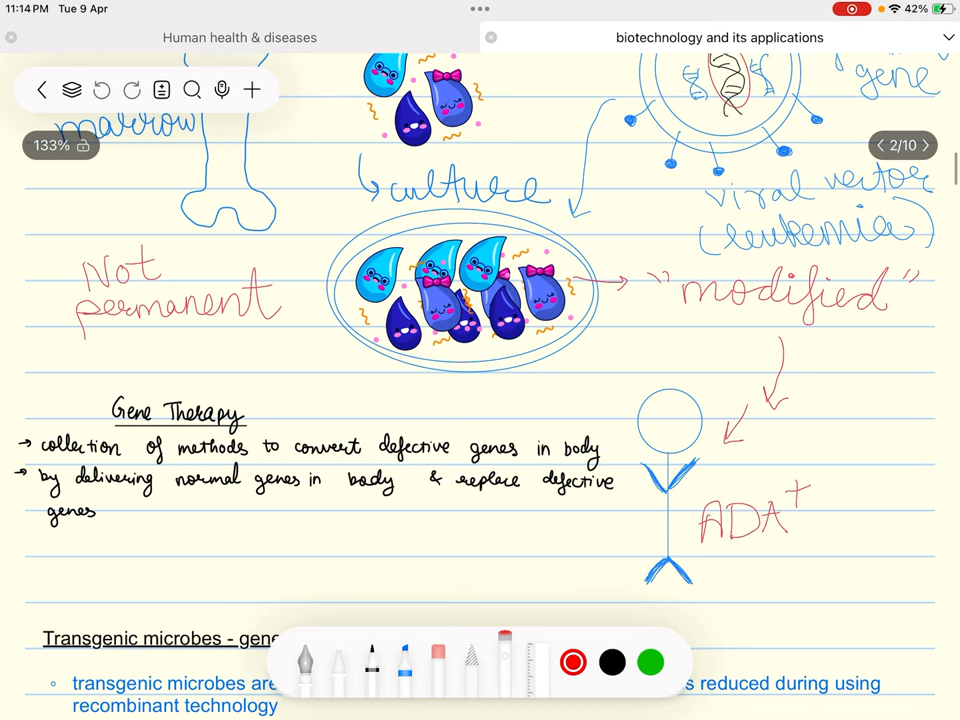 11:14 PM Tue 9 Apr
42%
Human health & diseases
biotechnology and its applications
gene
marrow
133%
2/10
culture
viral vector
(leukemia)
Not
permanent
"modified"
Gene Therapy
→ collection of methods to convert defective genes in body
→ by delivering normal genes in body & replace defective
genes
ADA+
Transgenic microbes - gene
◦ transgenic microbes are s reduced during using
recombinant technology